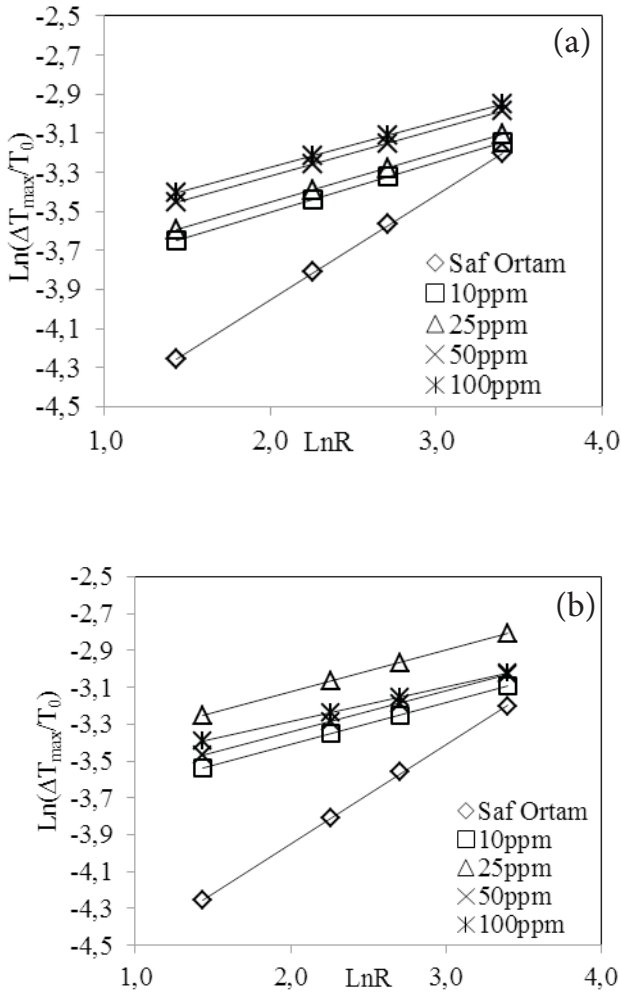 (a)
Ln(ΔTmax/T0)
-2,5
-2,7
-2,9
-3,1
-3,3
-3,5
-3,7
-3,9
-4,1
-4,3
-4,5
Saf Ortam
10ppm
25ppm
50ppm
100ppm
1,0 2,0 3,0 4,0
LnR
(b)
Ln(ΔTmax/T0)
-2,5
-2,7
-2,9
-3,1
-3,3
-3,5
-3,7
-3,9
-4,1
-4,3
-4,5
Saf Ortam
10ppm
25ppm
50ppm
100ppm
1,0 2,0 3,0 4,0
LnR